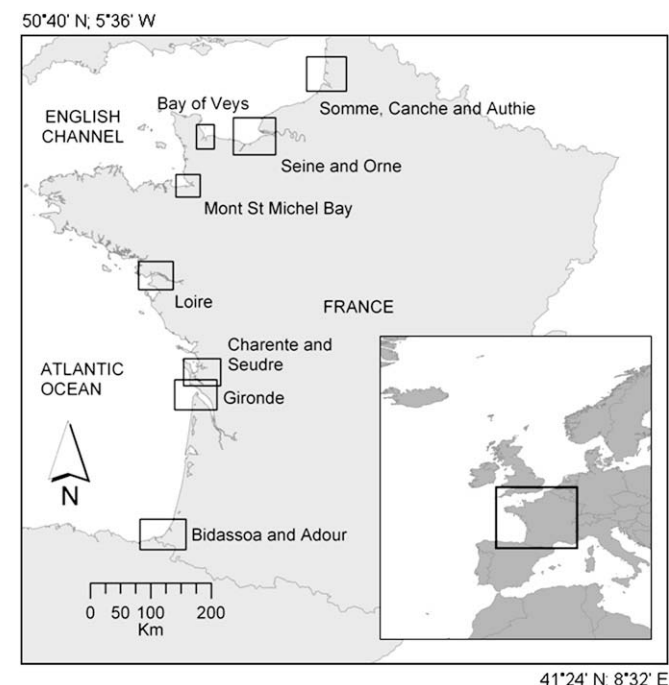 50°40' N; 5°36' W
Bay of Veys
Somme, Canche and Authie
ENGLISH
CHANNEL
Seine and Orne
Mont St Michel Bay
Loire
FRANCE
Charente and
Seudre
ATLANTIC
OCEAN
Gironde
N
Bidassoa and Adour
0 50 100 200
Km
41°24' N; 8°32' E